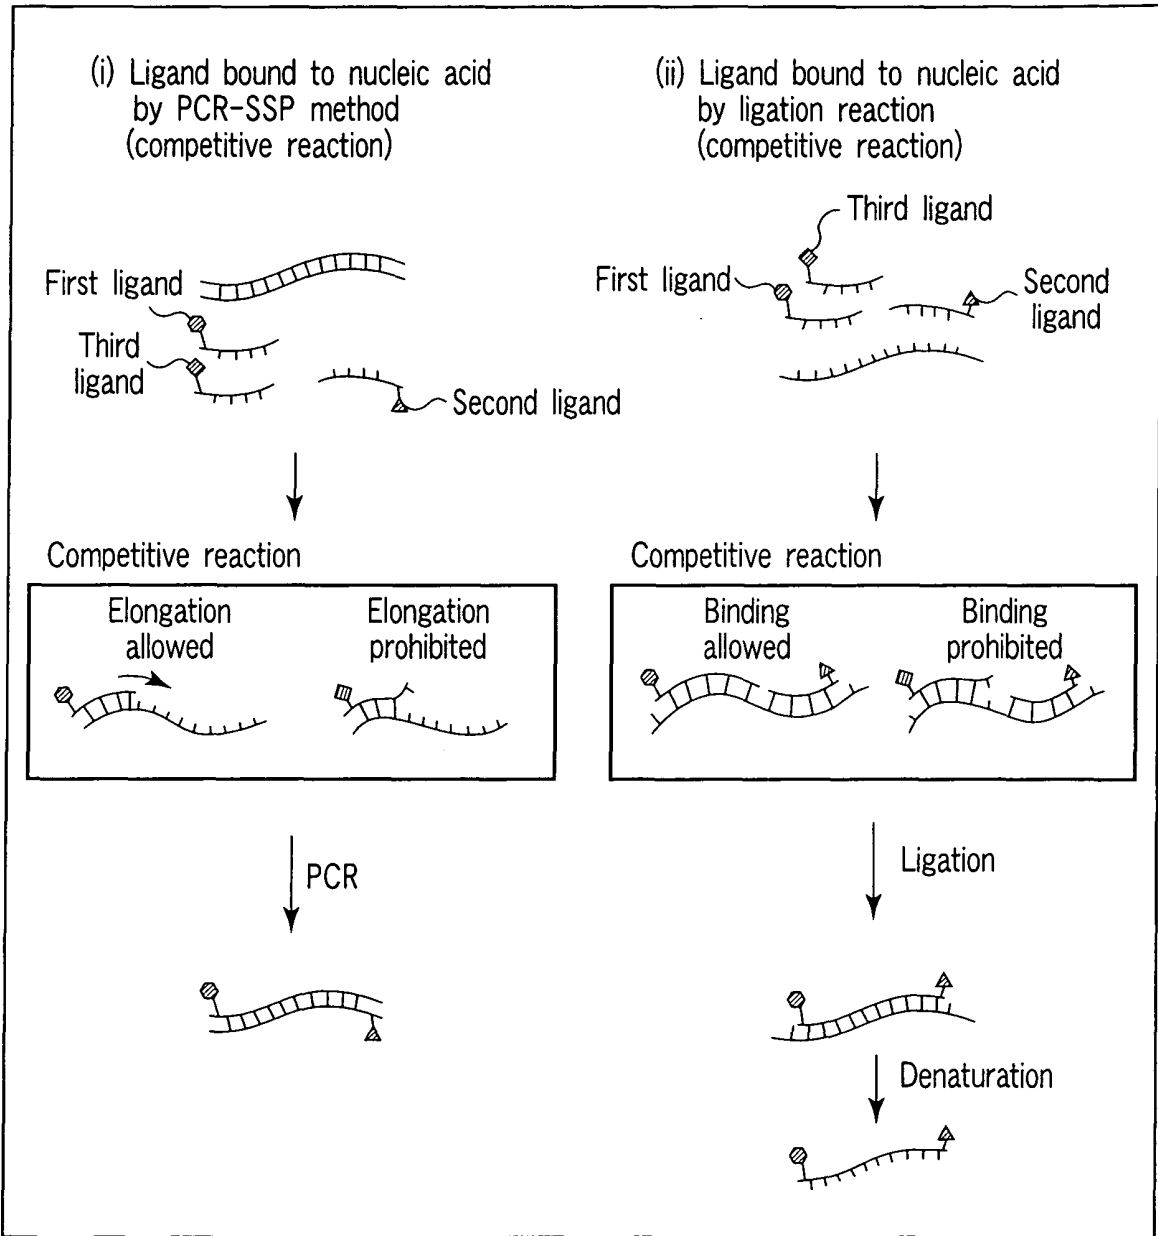 (i) Ligand bound to nucleic acid
by PCR-SSP method
(competitive reaction)
First ligand
Third
ligand
Second ligand
Competitive reaction
Elongation
allowed
Elongation
prohibited
PCR
(ii) Ligand bound to nucleic acid
by ligation reaction
(competitive reaction)
Third ligand
First ligand
Second
ligand
Competitive reaction
Binding
allowed
Binding
prohibited
Ligation
Denaturation